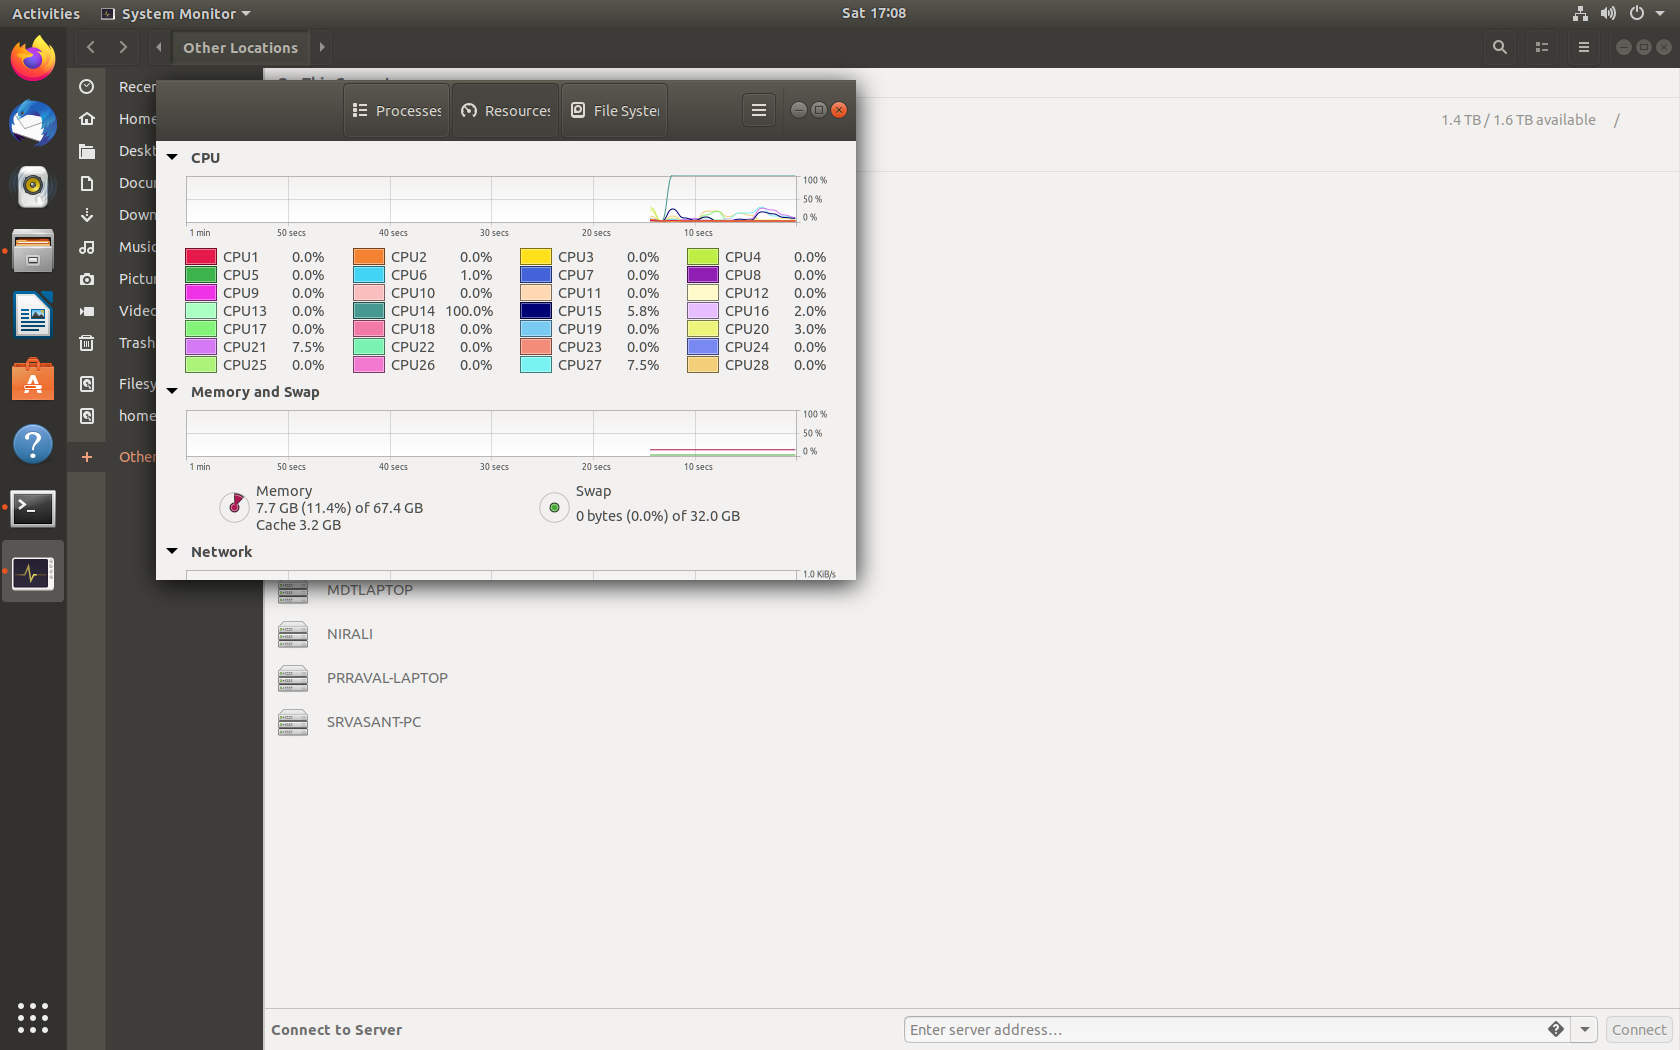 Activities System Monitor Sat 17:08
Other Locations
Recen
Home
Deskt
Docu
Down
Music
Pictu
Video
Trash
Filesy
home
Other
1.4 TB / 1.6 TB available /
Processes Resources File System
CPU
100 %
50 %
0 %
1 min 50 secs 40 secs 30 secs 20 secs 10 secs
CPU1 0.0% CPU2 0.0% CPU3 0.0% CPU4 0.0%
CPU5 0.0% CPU6 1.0% CPU7 0.0% CPU8 0.0%
CPU9 0.0% CPU10 0.0% CPU11 0.0% CPU12 0.0%
CPU13 0.0% CPU14 100.0% CPU15 5.8% CPU16 2.0%
CPU17 0.0% CPU18 0.0% CPU19 0.0% CPU20 3.0%
CPU21 7.5% CPU22 0.0% CPU23 0.0% CPU24 0.0%
CPU25 0.0% CPU26 0.0% CPU27 7.5% CPU28 0.0%
Memory and Swap
100 %
50 %
0 %
1 min 50 secs 40 secs 30 secs 20 secs 10 secs
Memory
7.7 GB (11.4%) of 67.4 GB
Cache 3.2 GB
Swap
0 bytes (0.0%) of 32.0 GB
Network
1.0 KiB/s
MDTLAPTOP
NIRALI
PRRAVAL-LAPTOP
SRVASANT-PC
Connect to Server Enter server address… Connect